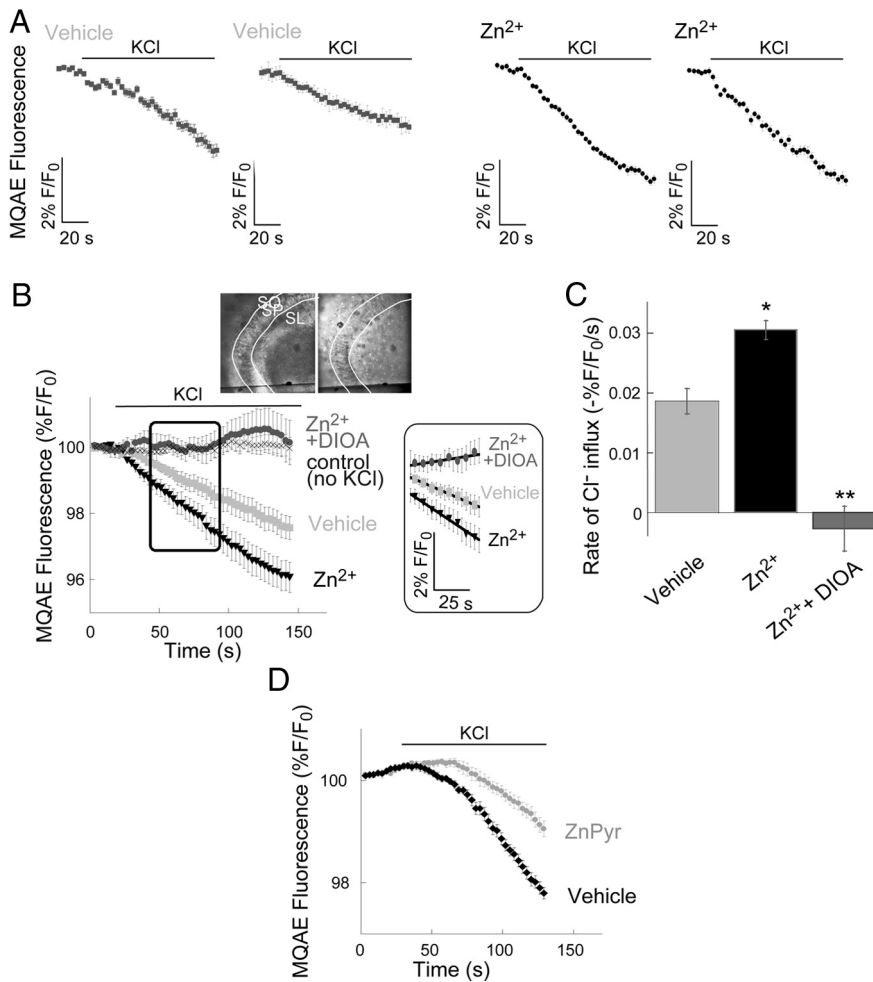 A
Vehicle
Vehicle
Zn²⁺
Zn²⁺
KCl
KCl
KCl
KCl
MQAE Fluorescence
2% F/F₀
20 s
2% F/F₀
20 s
2% F/F₀
20 s
2% F/F₀
20 s
B
SO
SP
SL
KCl
MQAE Fluorescence (%F/F₀)
100
98
96
0
50
100
150
Time (s)
Zn²⁺
+DIOA
control
(no KCl)
Vehicle
Zn²⁺
Zn²⁺
+DIOA
Vehicle
Zn²⁺
2% F/F₀
25 s
C
Rate of Cl⁻ influx (-%F/F₀/s)
0.03
0.02
0.01
0
*
**
Vehicle
Zn²⁺
Zn²⁺+ DIOA
D
KCl
MQAE Fluorescence (%F/F₀)
100
98
0
50
100
150
Time (s)
ZnPyr
Vehicle